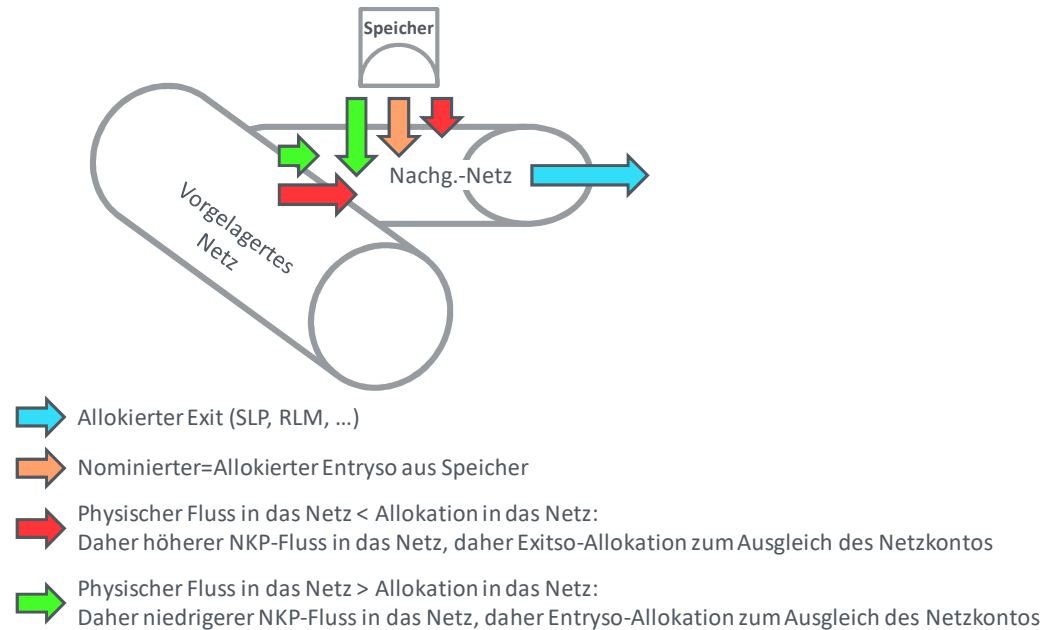 Speicher
Nachg.-Netz
Vorgelagertes
Netz
Allokierter Exit (SLP, RLM, ...)
Nominierter=Allokierter Entryso aus Speicher
Physischer Fluss in das Netz < Allokation in das Netz:
Daher höherer NKP-Fluss in das Netz, daher Exitso-Allokation zum Ausgleich des Netzkontos
Physischer Fluss in das Netz > Allokation in das Netz:
Daher niedrigerer NKP-Fluss in das Netz, daher Entryso-Allokation zum Ausgleich des Netzkontos